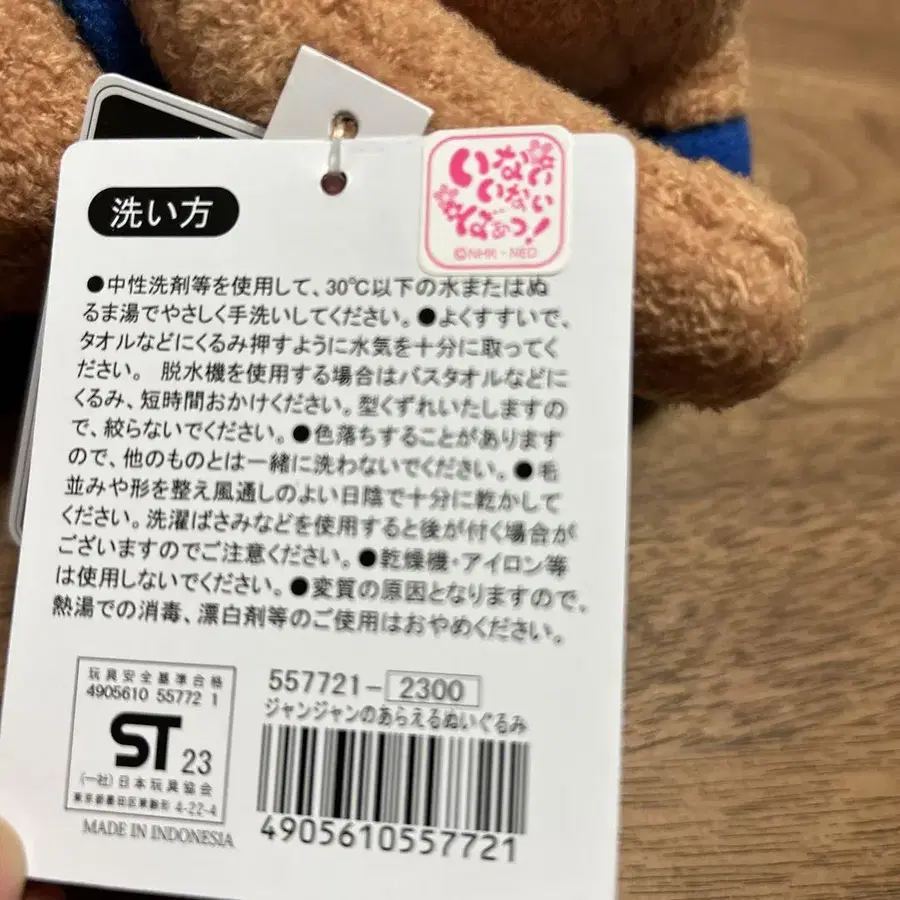 洗い方
いない
いない
ばあっ!
©NHK・NED
●中性洗剤等を使用して、30℃以下の水またはぬ
るま湯でやさしく手洗いしてください。●よくすすいで、
タオルなどにくるみ押すように水気を十分に取ってく
ださい。 脱水機を使用する場合はバスタオルなどに
くるみ、短時間おかけください。型くずれいたしますの
で、絞らないでください。●色落ちすることがあります
ので、他のものとは一緒に洗わないでください。●毛
並みや形を整え風通しのよい日陰で十分に乾かして
ください。洗濯ばさみなどを使用すると後が付く場合が
ございますのでご注意ください。●乾燥機・アイロン等
は使用しないでください。●変質の原因となりますので、
熱湯での消毒、漂白剤等のご使用はおやめください。
玩具安全基準合格
4905610 55772 1
ST 23
(一社)日本玩具協会
東京都墨田区東駒形 4-22-4
MADE IN INDONESIA
557721-2300
ジャンジャンのあらえるぬいぐるみ
4905610557721